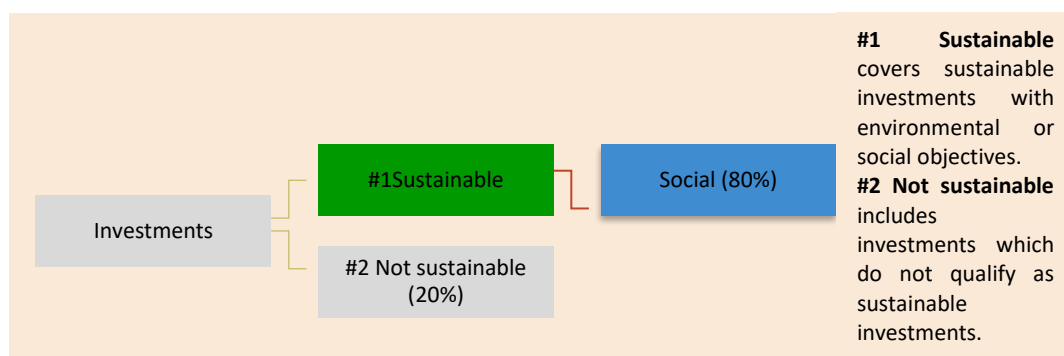 #1Sustainable
Social (80%)
Investments
#2 Not sustainable
(20%)
#1 Sustainable
covers sustainable
investments with
environmental or
social objectives.
#2 Not sustainable
includes
investments which
do not qualify as
sustainable
investments.